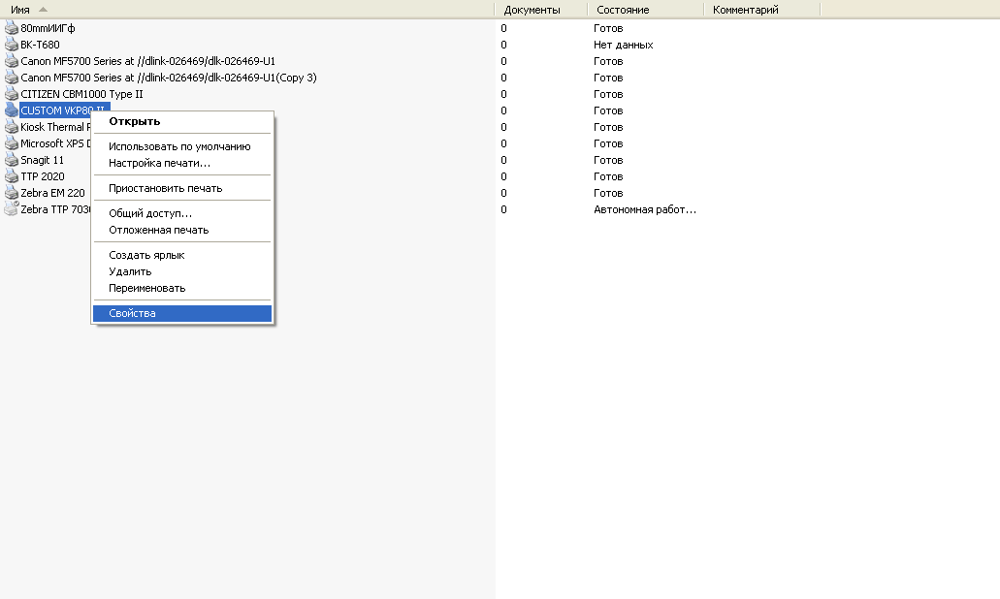 Имя Документы Состояние Комментарий
80mmИИГф 0 Готов
BK-T680 0 Нет данных
Canon MF5700 Series at //dlink-026469/dlk-026469-U1 0 Готов
Canon MF5700 Series at //dlink-026469/dlk-026469-U1(Copy 3) 0 Готов
CITIZEN CBM1000 Type II 0 Готов
CUSTOM VKP80 II 0 Готов
Kiosk Thermal 0 Готов
Microsoft XPS 0 Готов
Snagit 11 0 Готов
TTP 2020 0 Готов
Zebra EM 220 0 Готов
Zebra TTP 7030 0 Автономная работ...
Открыть
Использовать по умолчанию
Настройка печати...
Приостановить печать
Общий доступ...
Отложенная печать
Создать ярлык
Удалить
Переименовать
Свойства